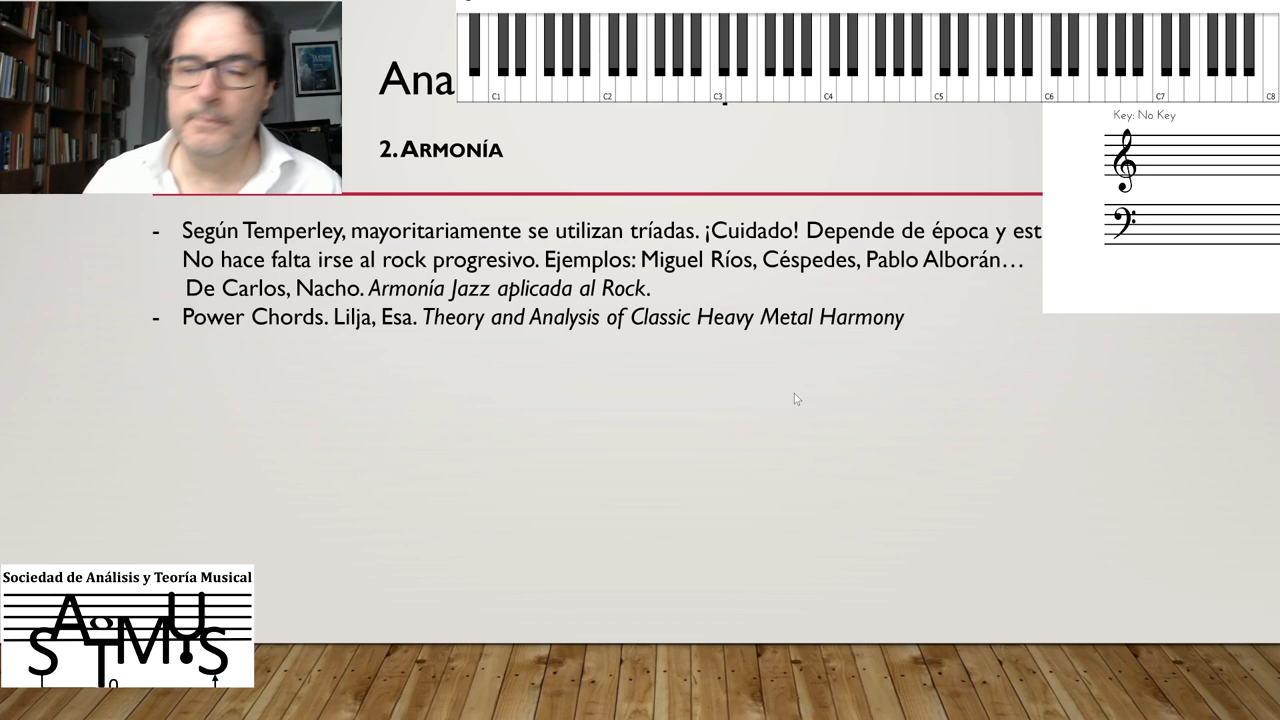 Ana
C1 C2 C3 C4 C5 C6 C7 C8
Key: No Key
2. ARMONÍA
- Según Temperley, mayoritariamente se utilizan tríadas. ¡Cuidado! Depende de época y est
No hace falta irse al rock progresivo. Ejemplos: Miguel Ríos, Céspedes, Pablo Alborán…
De Carlos, Nacho. Armonía Jazz aplicada al Rock.
- Power Chords. Lilja, Esa. Theory and Analysis of Classic Heavy Metal Harmony
Sociedad de Análisis y Teoría Musical
SATMUS